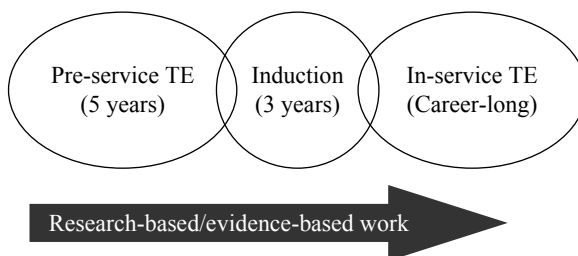 Pre-service TE
(5 years)
Induction
(3 years)
In-service TE
(Career-long)
Research-based/evidence-based work